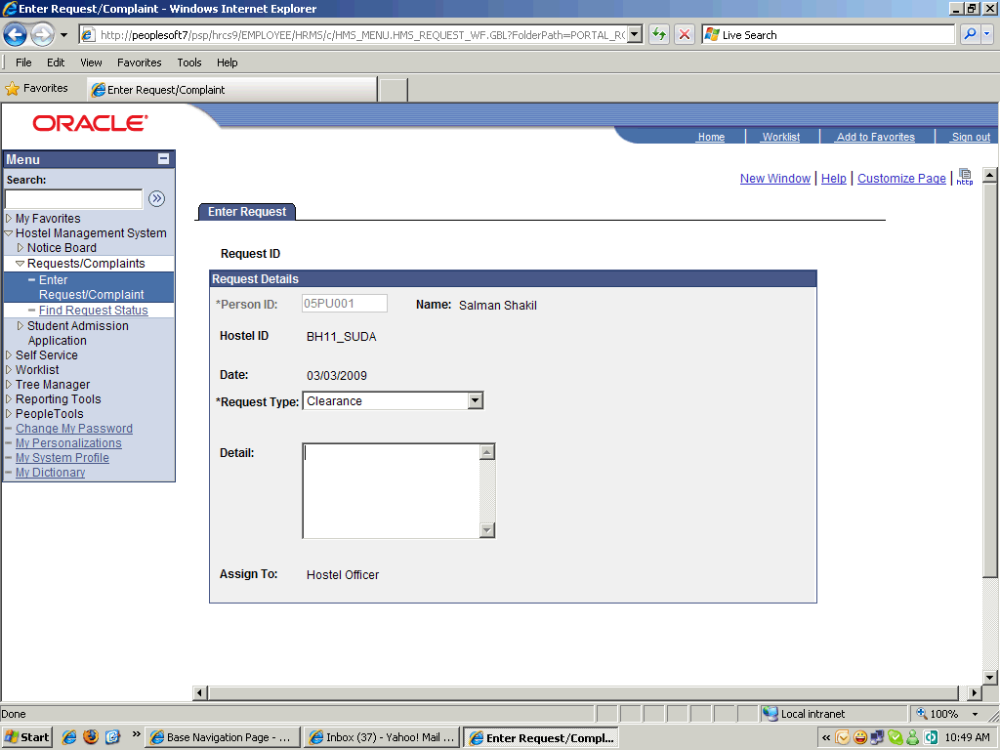 Enter Request/Complaint - Windows Internet Explorer
http://peoplesoft7/psp/hrcs9/EMPLOYEE/HRMS/c/HMS_MENU.HMS_REQUEST_WF.GBL?FolderPath=PORTAL_RO
Live Search
File Edit View Favorites Tools Help
Favorites
Enter Request/Complaint
ORACLE
Home Worklist Add to Favorites Sign out
Menu
Search:
My Favorites
Hostel Management System
Notice Board
Requests/Complaints
Enter
Request/Complaint
Find Request Status
Student Admission
Application
Self Service
Worklist
Tree Manager
Reporting Tools
PeopleTools
Change My Password
My Personalizations
My System Profile
My Dictionary
New Window | Help | Customize Page | http
Enter Request
Request ID
Request Details
*Person ID: 05PU001 Name: Salman Shakil
Hostel ID BH11_SUDA
Date: 03/03/2009
*Request Type: Clearance
Detail:
Assign To: Hostel Officer
Done Local intranet 100%
Start Base Navigation Page - ... Inbox (37) - Yahoo! Mail ... Enter Request/Compl... 10:49 AM